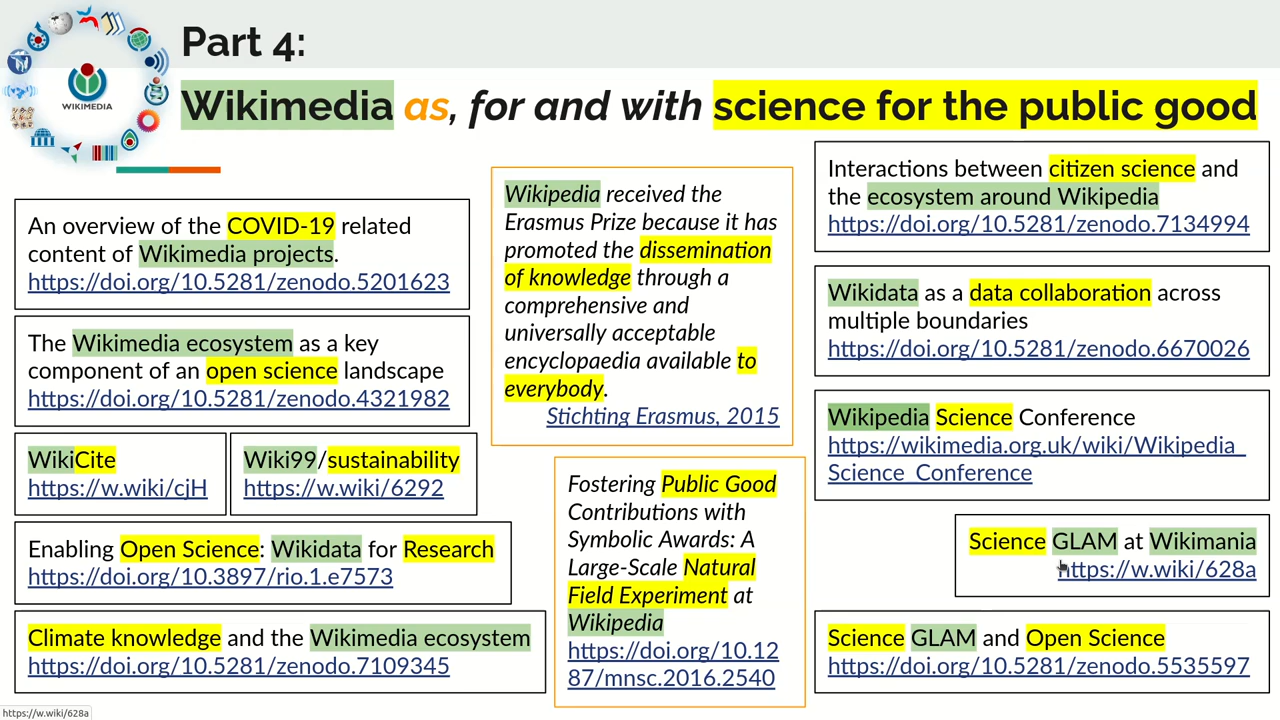 WIKIMEDIA
Part 4:
Wikimedia as, for and with science for the public good
An overview of the COVID-19 related
content of Wikimedia projects.
https://doi.org/10.5281/zenodo.5201623
The Wikimedia ecosystem as a key
component of an open science landscape
https://doi.org/10.5281/zenodo.4321982
WikiCite
https://w.wiki/cjH
Wiki99/sustainability
https://w.wiki/6292
Enabling Open Science: Wikidata for Research
https://doi.org/10.3897/rio.1.e7573
Climate knowledge and the Wikimedia ecosystem
https://doi.org/10.5281/zenodo.7109345
Wikipedia received the
Erasmus Prize because it has
promoted the dissemination
of knowledge through a
comprehensive and
universally acceptable
encyclopaedia available to
everybody.
Stichting Erasmus, 2015
Fostering Public Good
Contributions with
Symbolic Awards: A
Large-Scale Natural
Field Experiment at
Wikipedia
https://doi.org/10.12
87/mnsc.2016.2540
Interactions between citizen science and
the ecosystem around Wikipedia
https://doi.org/10.5281/zenodo.7134994
Wikidata as a data collaboration across
multiple boundaries
https://doi.org/10.5281/zenodo.6670026
Wikipedia Science Conference
https://wikimedia.org.uk/wiki/Wikipedia_
Science_Conference
Science GLAM at Wikimania
https://w.wiki/628a
Science GLAM and Open Science
https://doi.org/10.5281/zenodo.5535597
https://w.wiki/628a